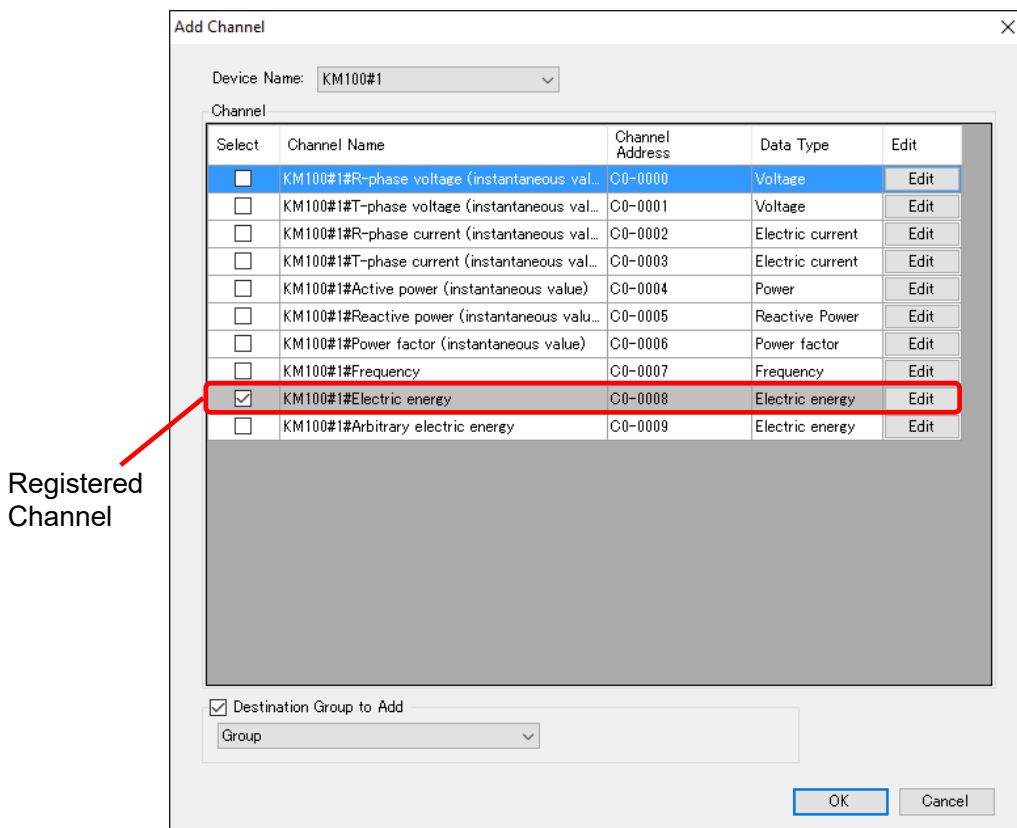 Add Channel
Device Name: KM100#1
Channel
Select Channel Name Channel Address Data Type Edit
KM100#1#R-phase voltage (instantaneous val... C0-0000 Voltage Edit
KM100#1#T-phase voltage (instantaneous val... C0-0001 Voltage Edit
KM100#1#R-phase current (instantaneous val... C0-0002 Electric current Edit
KM100#1#T-phase current (instantaneous val... C0-0003 Electric current Edit
KM100#1#Active power (instantaneous value) C0-0004 Power Edit
KM100#1#Reactive power (instantaneous valu... C0-0005 Reactive Power Edit
KM100#1#Power factor (instantaneous value) C0-0006 Power factor Edit
KM100#1#Frequency C0-0007 Frequency Edit
KM100#1#Electric energy C0-0008 Electric energy Edit
KM100#1#Arbitrary electric energy C0-0009 Electric energy Edit
Registered
Channel
Destination Group to Add
Group
OK Cancel